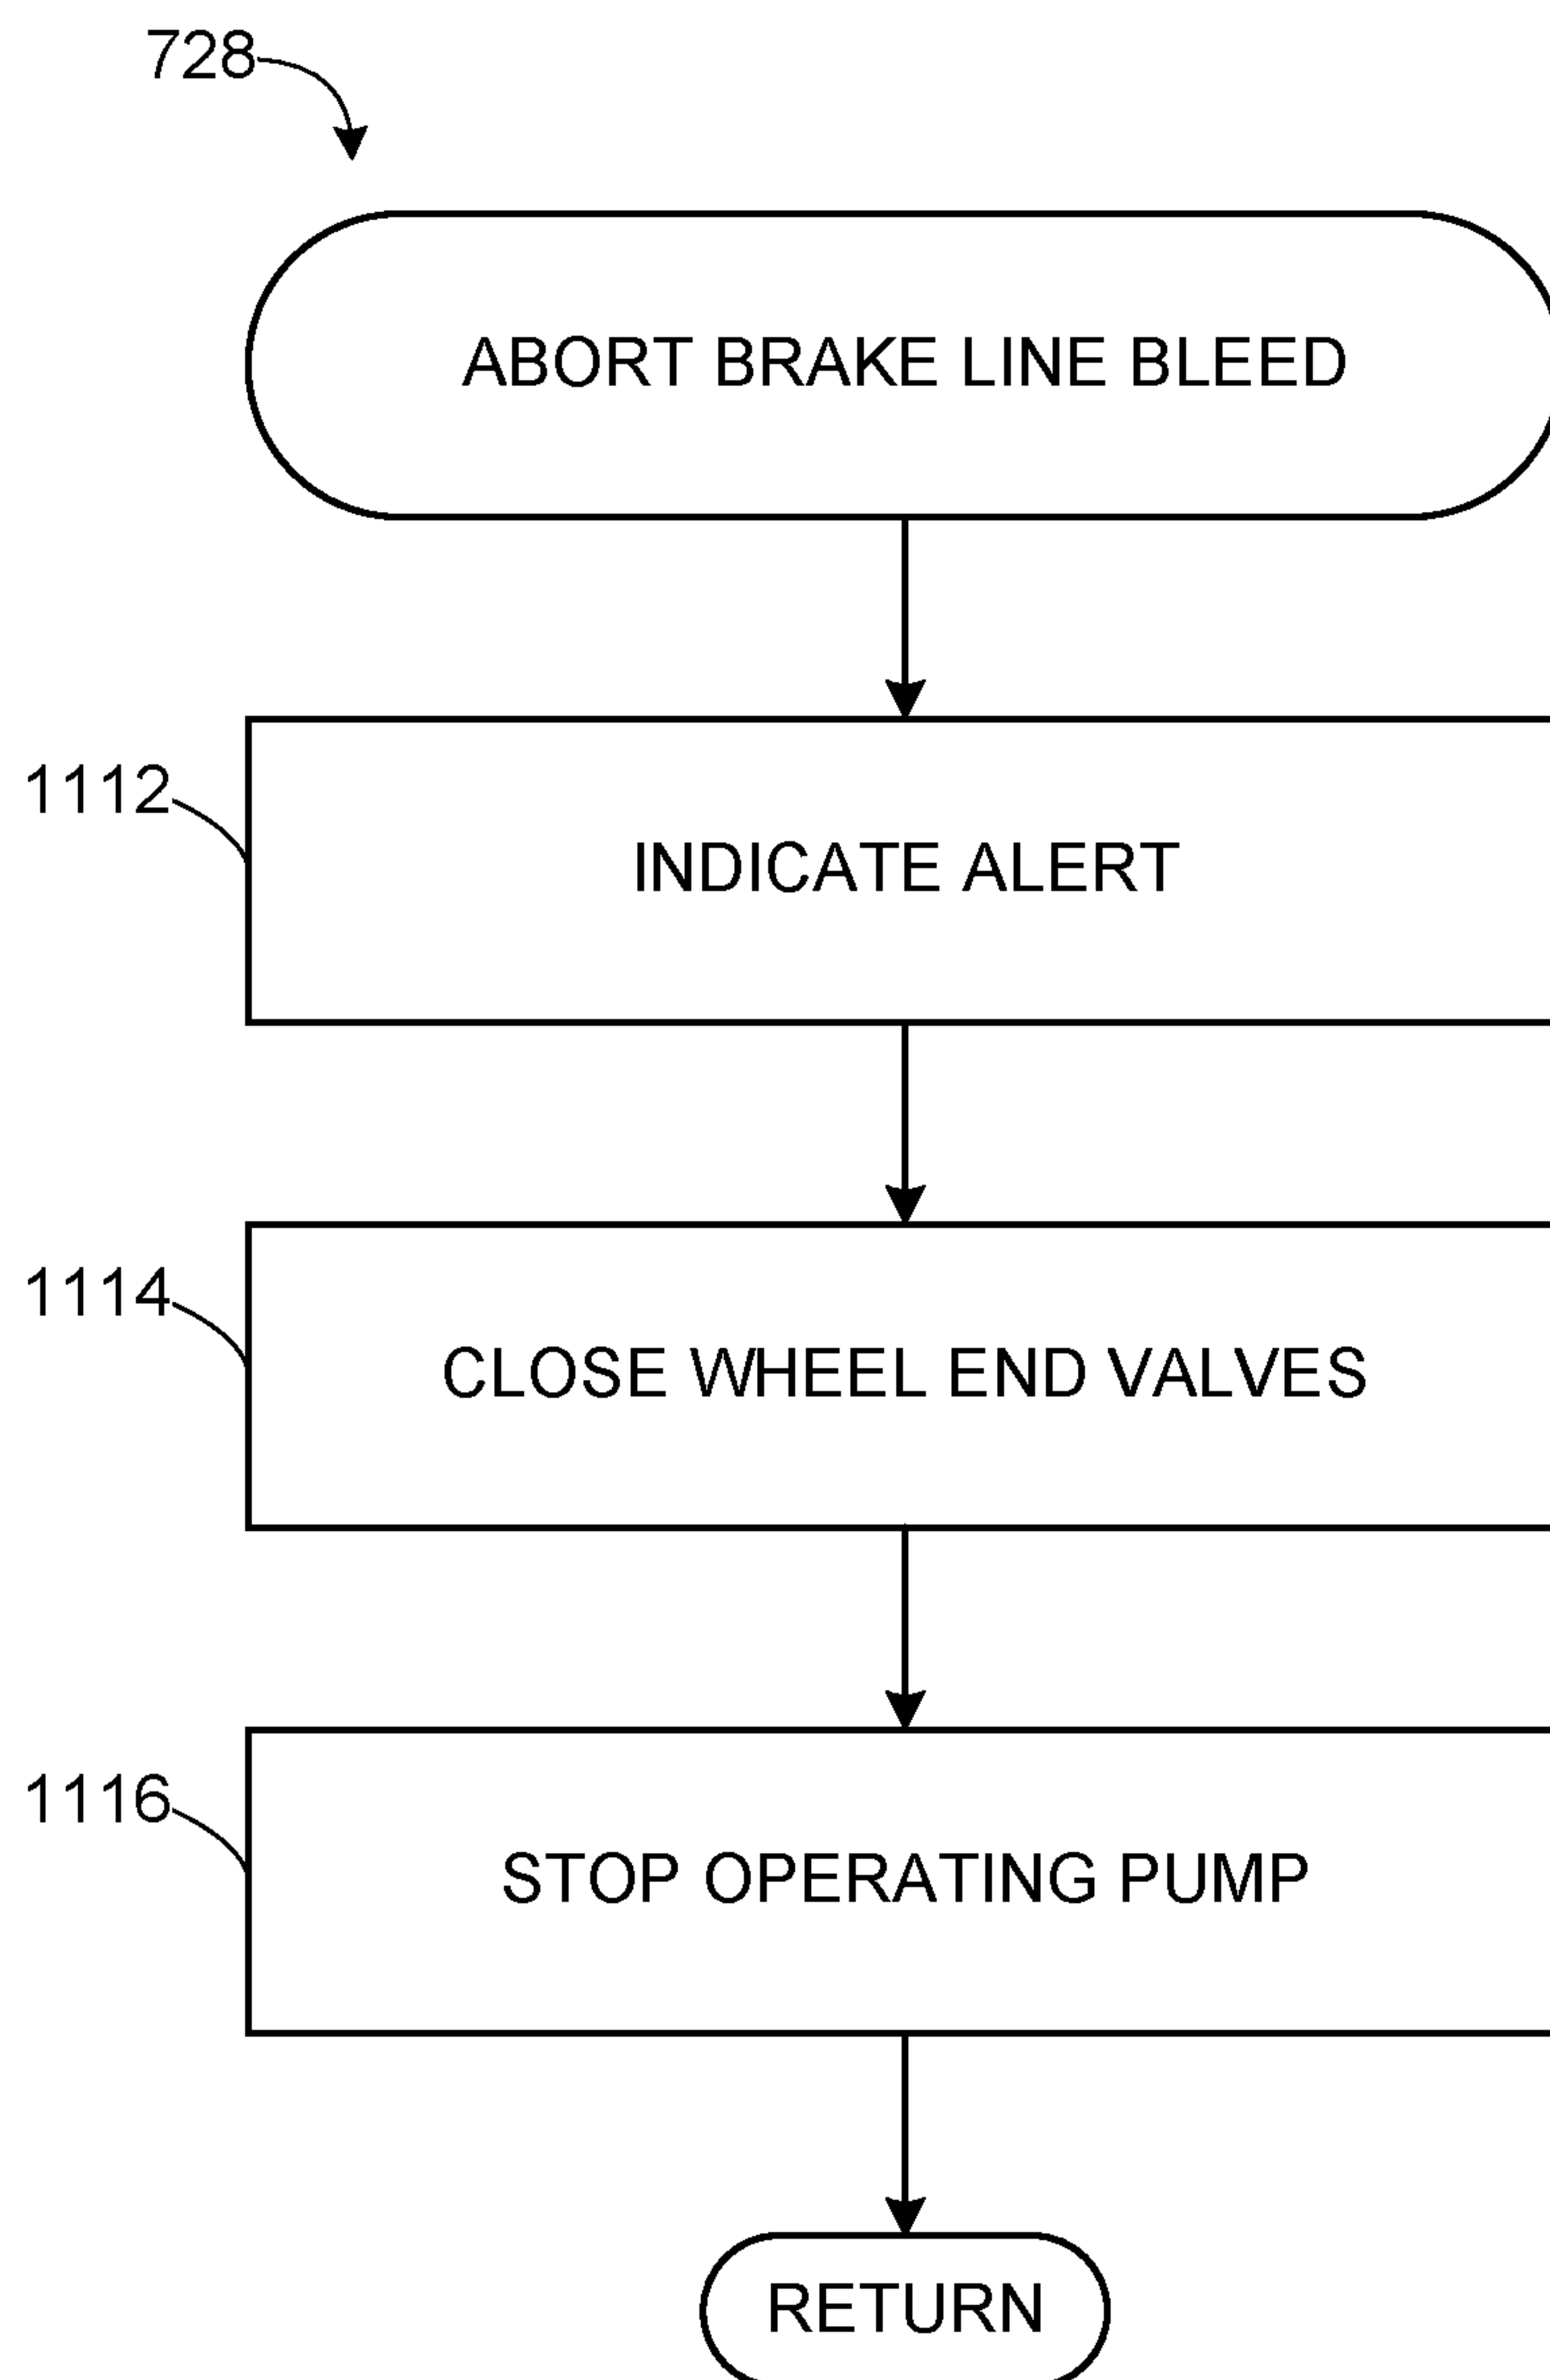 728
ABORT BRAKE LINE BLEED
1112
INDICATE ALERT
1114
CLOSE WHEEL END VALVES
1116
STOP OPERATING PUMP
RETURN